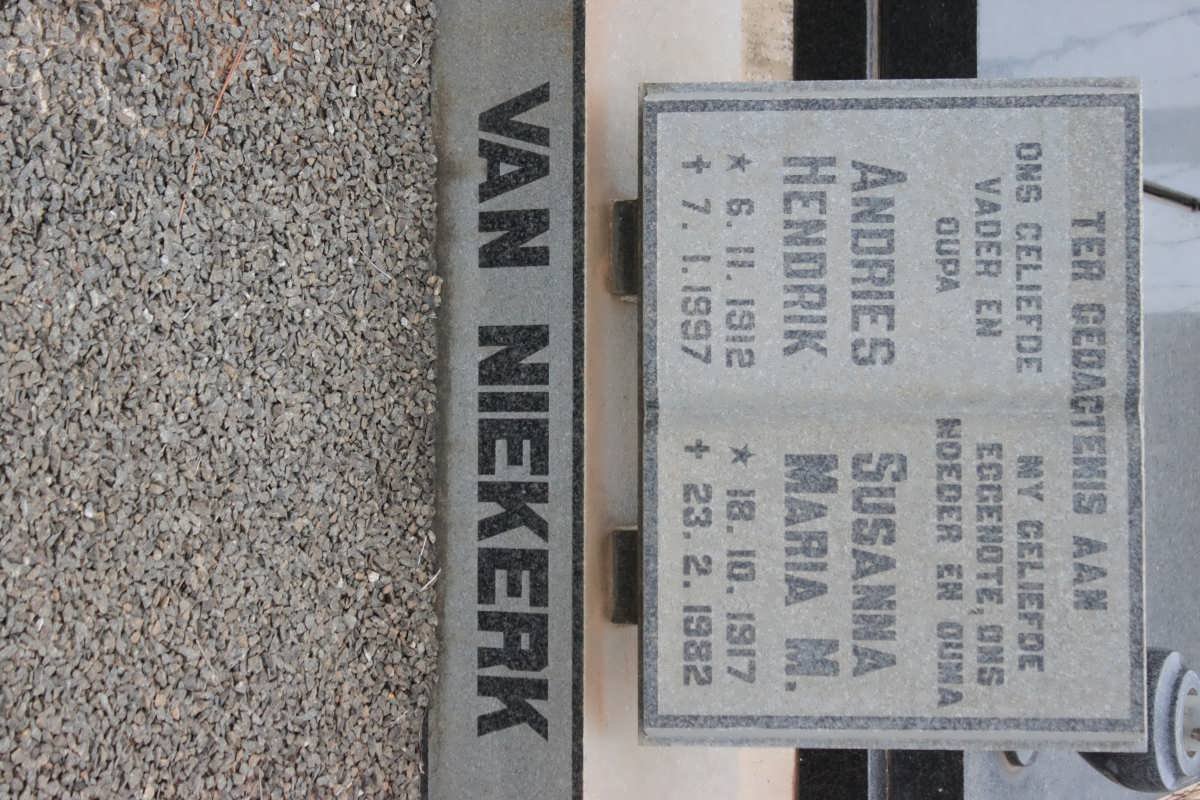 TER GEDAGTENIS AAN
ONS GELIEFDE
VADER EN
OUPA
ANDRIES
HENDRIK
★ 6. 11. 1912
✝ 7. 1. 1997
MY GELIEFDE
EGGENOTE, ONS
MOEDER EN OUMA
SUSANNA
MARIA M.
★ 18. 10. 1917
✝ 23. 2. 1982
VAN NIEKERK